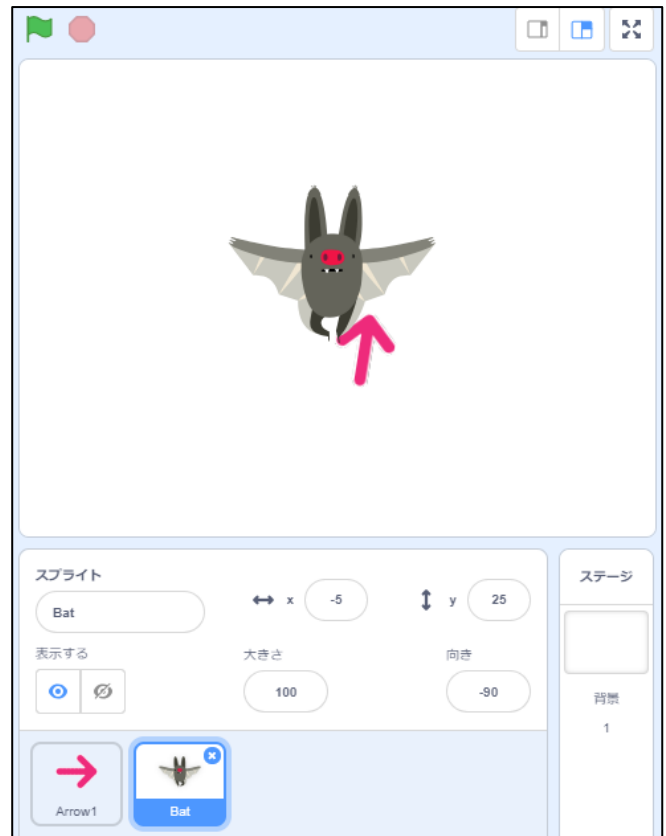 スプライト
Bat
x -5
y 25
表示する
大きさ
100
向き
-90
ステージ
背景
1
Arrow1
Bat